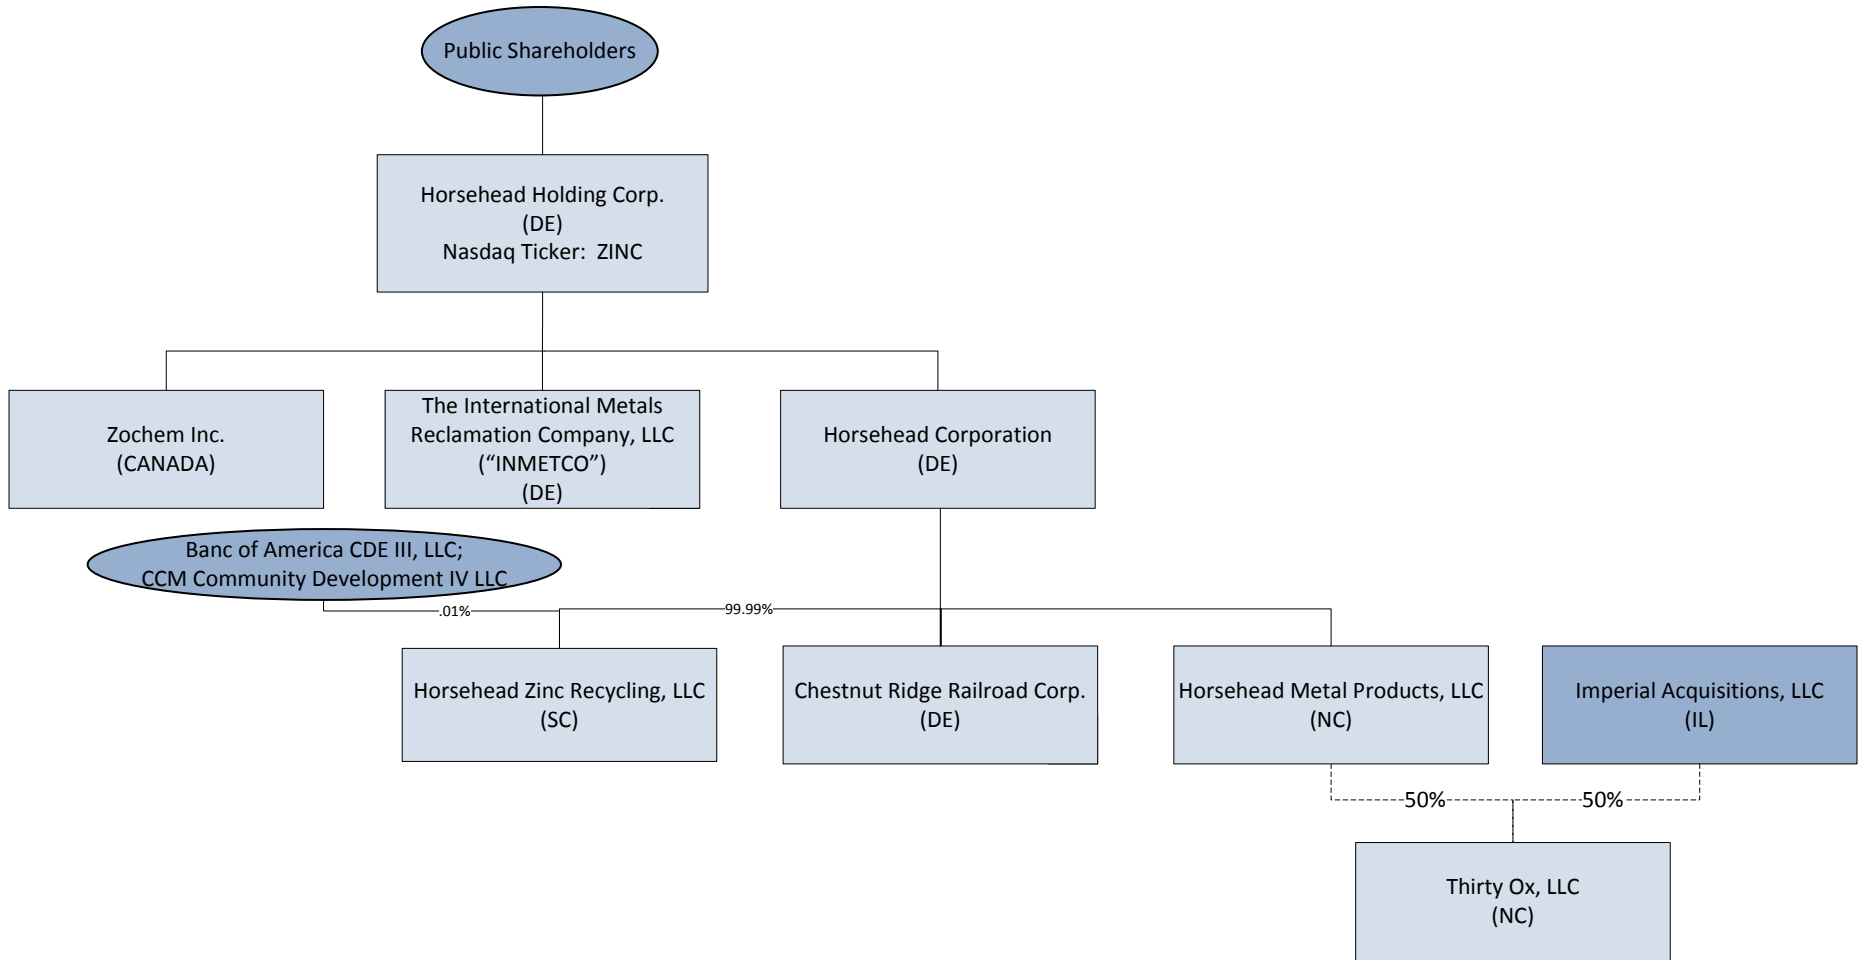 Public Shareholders
Horsehead Holding Corp.
(DE)
Nasdaq Ticker:  ZINC
Zochem Inc.
(CANADA)
The International Metals
Reclamation Company, LLC
(“INMETCO”)
(DE)
Horsehead Corporation
(DE)
Banc of America CDE III, LLC;
CCM Community Development IV LLC
.01%
99.99%
Horsehead Zinc Recycling, LLC
(SC)
Chestnut Ridge Railroad Corp.
(DE)
Horsehead Metal Products, LLC
(NC)
Imperial Acquisitions, LLC
(IL)
50%
50%
Thirty Ox, LLC
(NC)